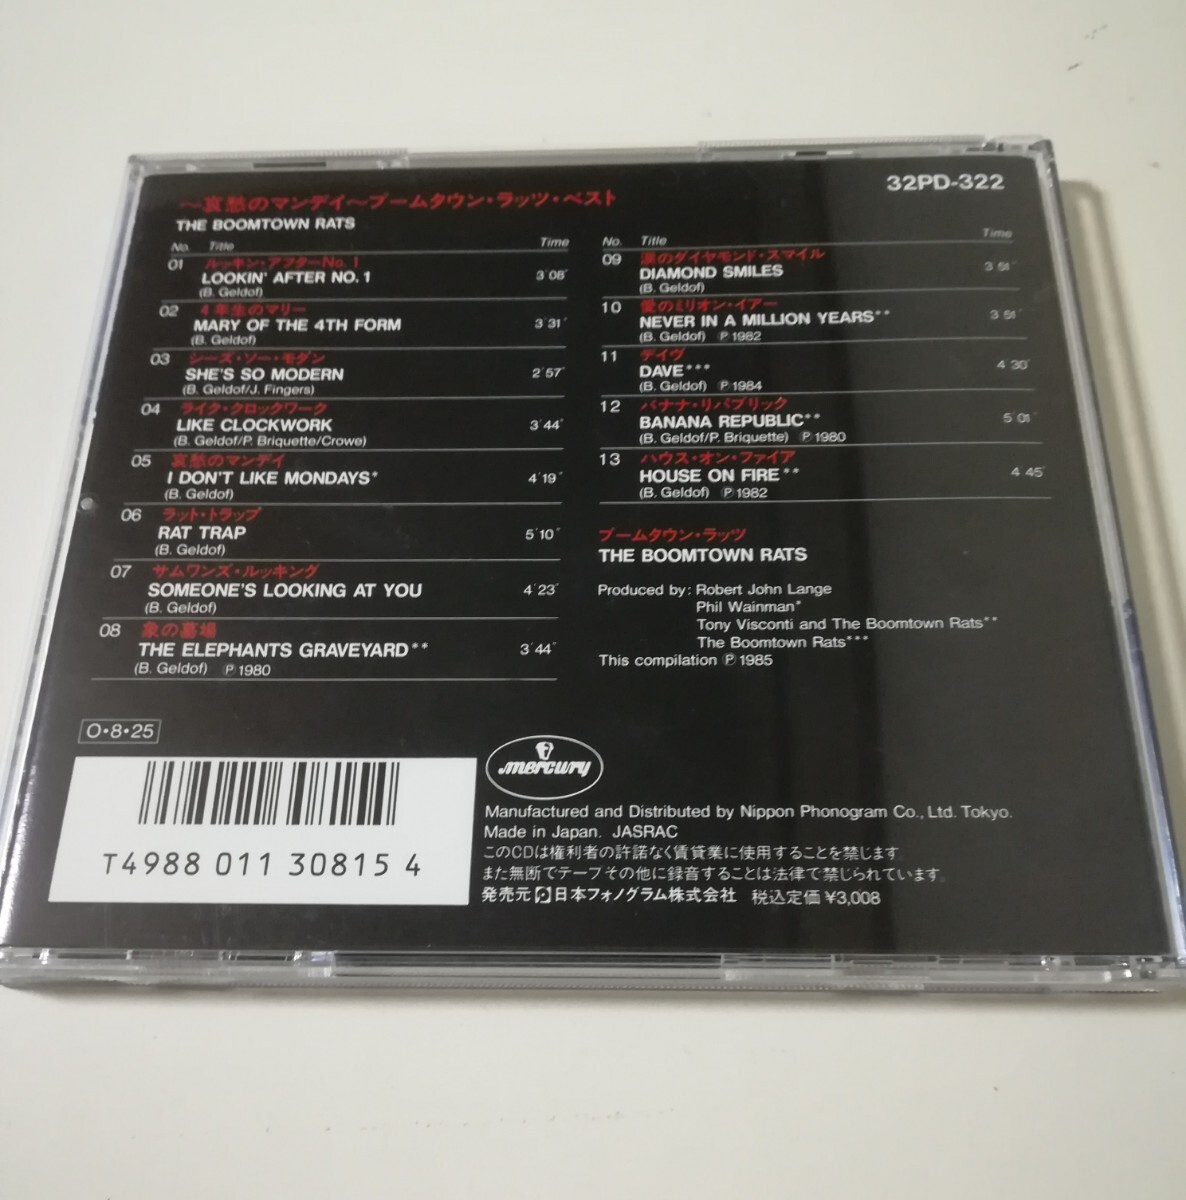 32PD-322
〜哀愁のマンデイ〜ブームタウン・ラッツ・ベスト
THE BOOMTOWN RATS
No. Title Time
01 ルッキン・アフターNo.1
LOOKIN' AFTER NO. 1 3'08"
(B. Geldof)
02 4年生のマリー
MARY OF THE 4TH FORM 3'31"
(B. Geldof)
03 シーズ・ソー・モダン
SHE'S SO MODERN 2'57"
(B. Geldof/J. Fingers)
04 ライク・クロックワーク
LIKE CLOCKWORK 3'44"
(B. Geldof/P. Briquette/Crowe)
05 哀愁のマンデイ
I DON'T LIKE MONDAYS* 4'19"
(B. Geldof)
06 ラット・トラップ
RAT TRAP 5'10"
(B. Geldof)
07 サムワンズ・ルッキング
SOMEONE'S LOOKING AT YOU 4'23"
(B. Geldof)
08 象の墓場
THE ELEPHANTS GRAVEYARD** 3'44"
(B. Geldof) Ⓟ1980
No. Title Time
09 涙のダイヤモンド・スマイル
DIAMOND SMILES 3'51"
(B. Geldof)
10 愛のミリオン・イアー
NEVER IN A MILLION YEARS** 3'51"
(B. Geldof) Ⓟ1982
11 デイヴ
DAVE*** 4'30"
(B. Geldof) Ⓟ1984
12 バナナ・リパブリック
BANANA REPUBLIC** 5'01"
(B. Geldof/P. Briquette) Ⓟ1980
13 ハウス・オン・ファイア
HOUSE ON FIRE** 4'45"
(B. Geldof) Ⓟ1982
ブームタウン・ラッツ
THE BOOMTOWN RATS
Produced by: Robert John Lange
Phil Wainman*
Tony Visconti and The Boomtown Rats**
The Boomtown Rats***
This compilation Ⓟ1985
O・8・25
T4988 011 30815 4
mercury
Manufactured and Distributed by Nippon Phonogram Co., Ltd. Tokyo.
Made in Japan. JASRAC
このCDは権利者の許諾なく賃貸業に使用することを禁じます。
また無断でテープその他に録音することは法律で禁じられています。
発売元 日本フォノグラム株式会社 税込定価¥3,008